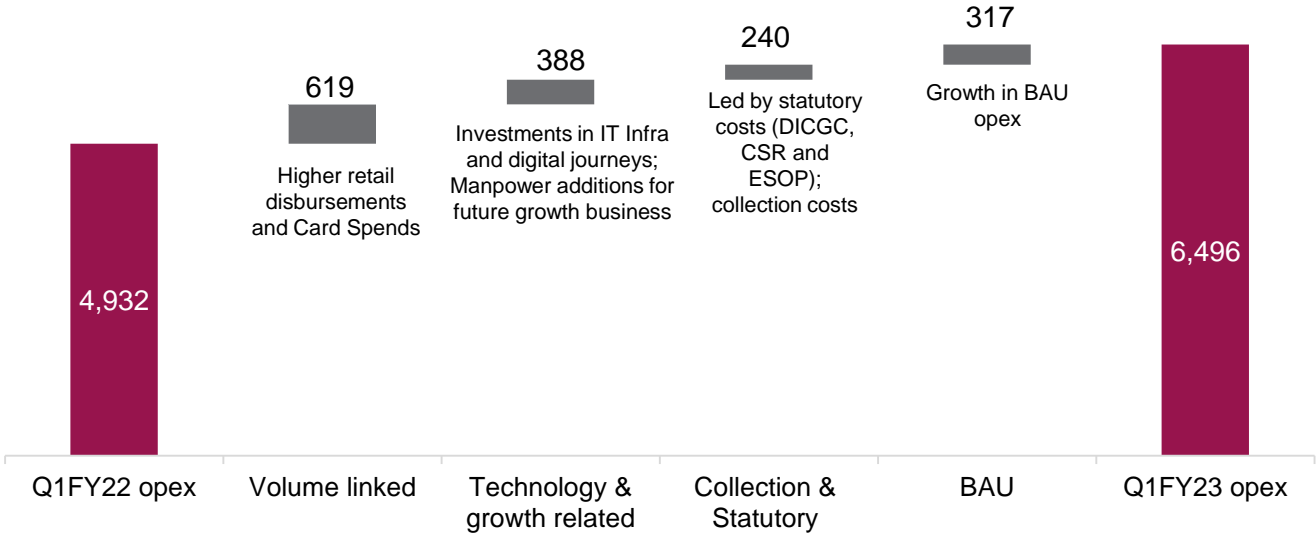 317
240
388
619
Growth in BAU
opex
Led by statutory
costs (DICGC,
CSR and
ESOP);
collection costs
Investments in IT Infra
and digital journeys;
Manpower additions for
future growth business
Higher retail
disbursements
and Card Spends
4,932
6,496
Q1FY22 opex
Volume linked
Technology &
growth related
Collection &
Statutory
BAU
Q1FY23 opex